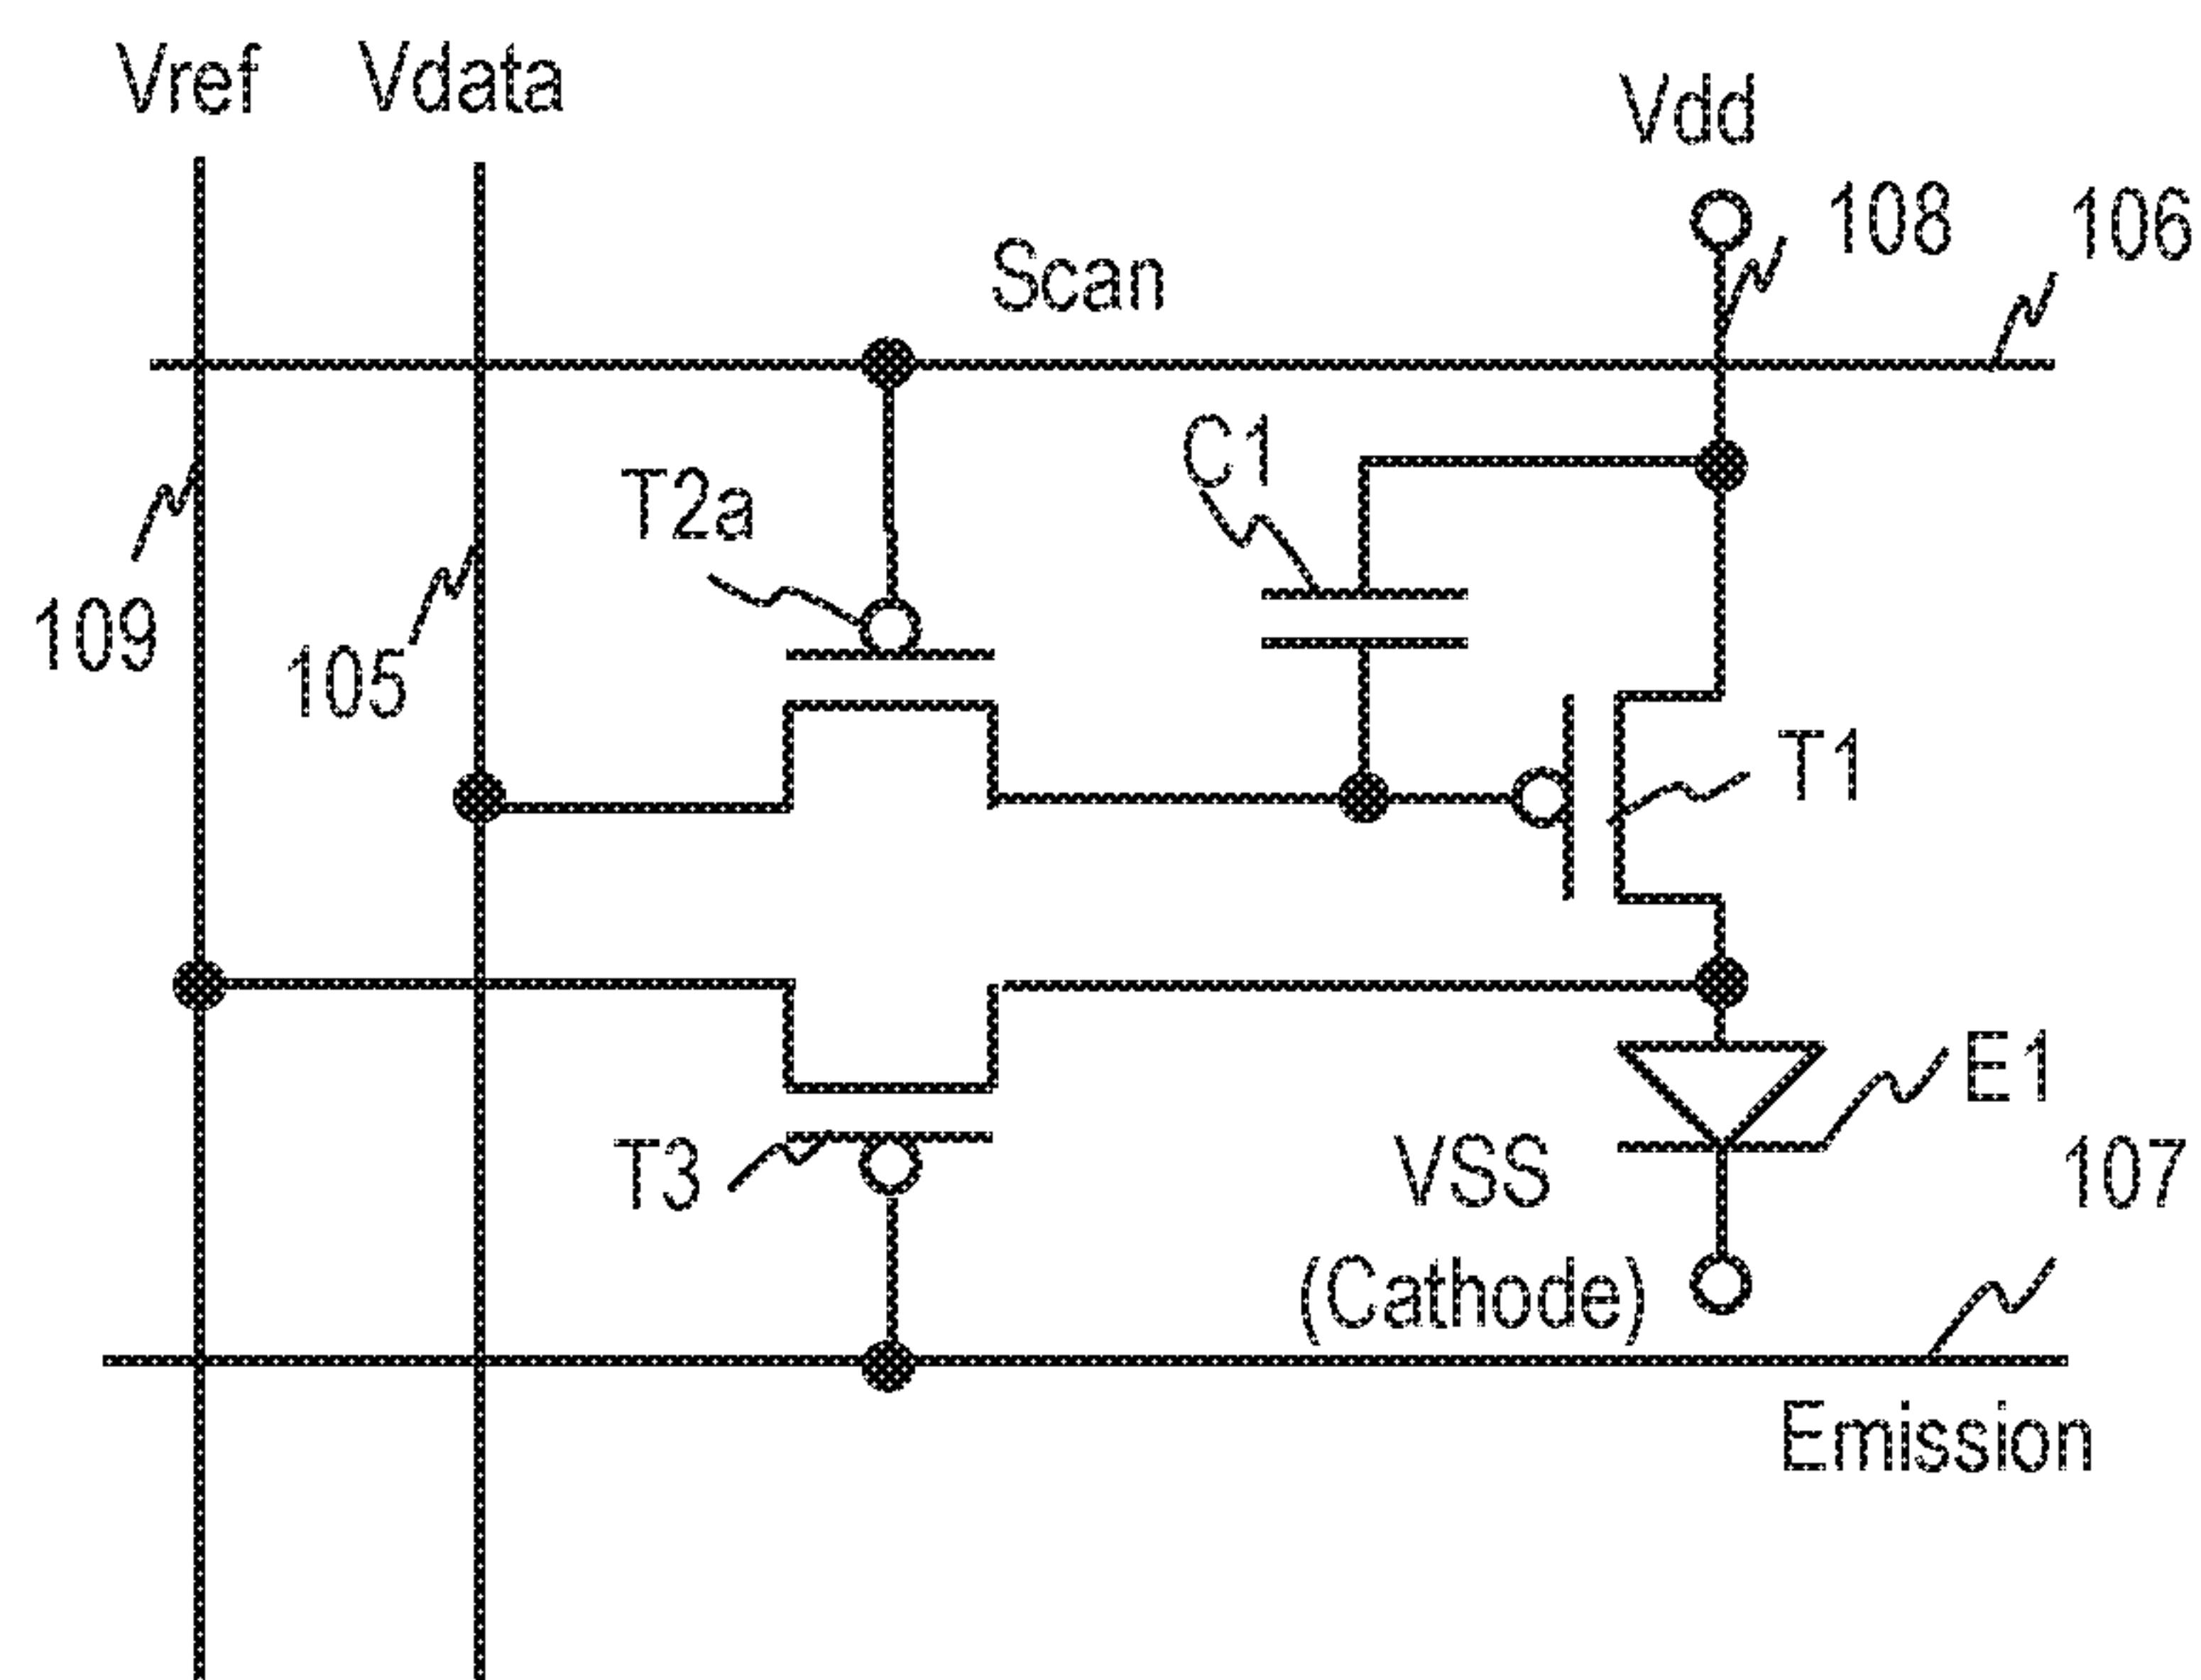 Vref
Vdata
Vdd
108
106
Scan
C1
T2a
109
105
T1
E1
T3
VSS
(Cathode)
107
Emission